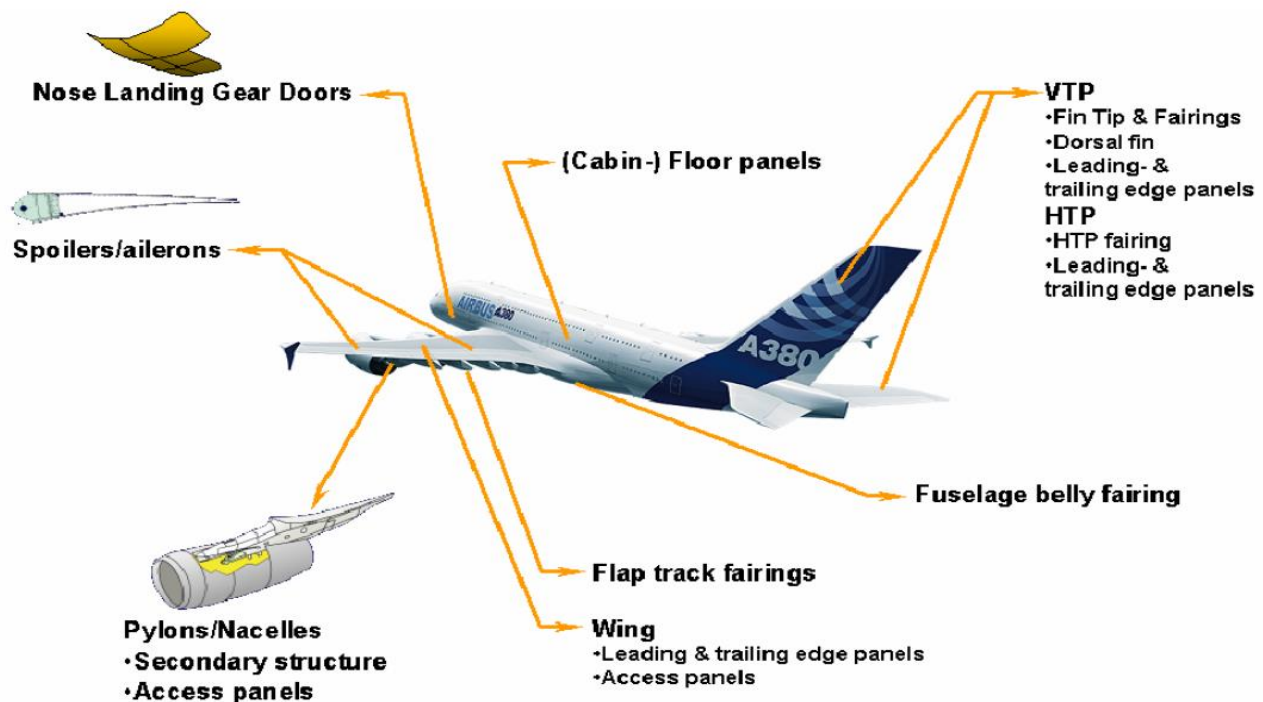 Nose Landing Gear Doors
(Cabin-) Floor panels
VTP
•Fin Tip & Fairings
•Dorsal fin
•Leading- &
trailing edge panels
HTP
•HTP fairing
•Leading- &
trailing edge panels
Spoilers/ailerons
AIRBUS A380
A380
Fuselage belly fairing
Flap track fairings
Pylons/Nacelles
•Secondary structure
•Access panels
Wing
•Leading & trailing edge panels
•Access panels